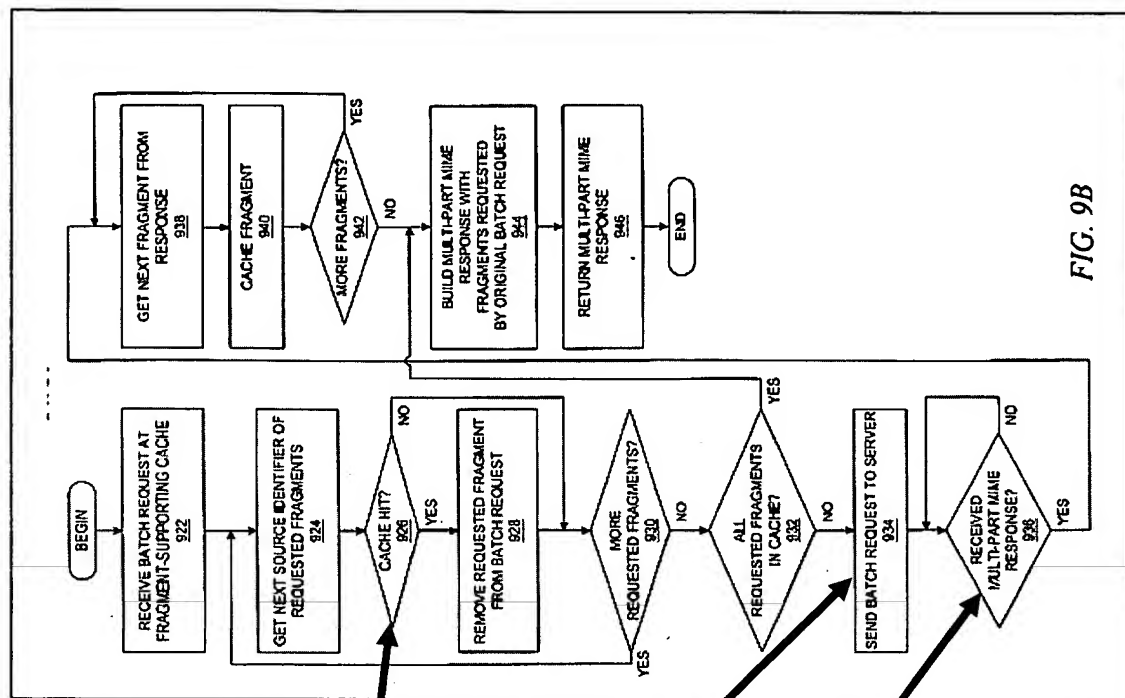 BEGIN
RECEIVE BATCH REQUEST AT
FRAGMENT-SUPPORTING CACHE
922
GET NEXT SOURCE IDENTIFIER OF
REQUESTED FRAGMENTS
924
CACHE HIT?
926
NO
YES
REMOVE REQUESTED FRAGMENT
FROM BATCH REQUEST
928
MORE
REQUESTED FRAGMENTS?
930
YES
NO
ALL
REQUESTED FRAGMENTS
IN CACHE?
932
YES
NO
SEND BATCH REQUEST TO SERVER
934
RECEIVED
MULTI-PART MIME
RESPONSE?
936
NO
YES
GET NEXT FRAGMENT FROM
RESPONSE
938
CACHE FRAGMENT
940
MORE FRAGMENTS?
942
YES
NO
BUILD MULTI-PART MIME
RESPONSE WITH
FRAGMENTS REQUESTED
BY ORIGINAL BATCH REQUEST
944
RETURN MULTI-PART MIME
RESPONSE
946
END
FIG. 9B